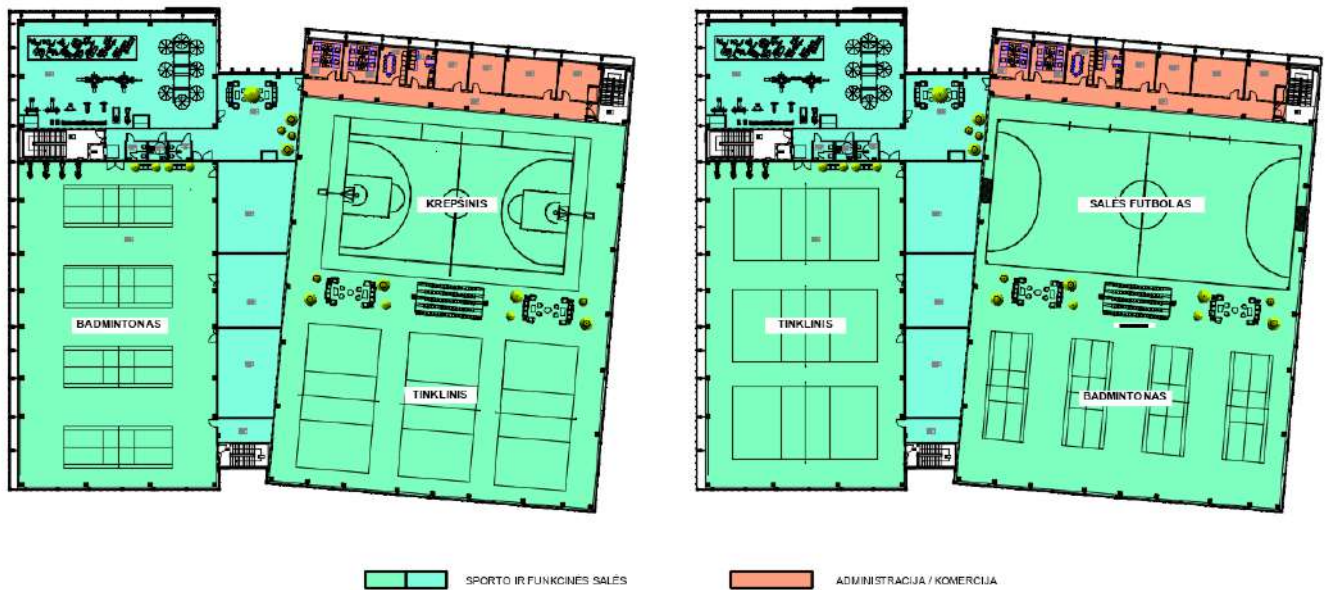 KREPŠINIS
SALĖS FUTBOLAS
BADMINTONAS
TINKLINIS
TINKLINIS
BADMINTONAS
SPORTO IR FUNKCINĖS SALĖS
ADMINISTRACIJA / KOMERCIJA